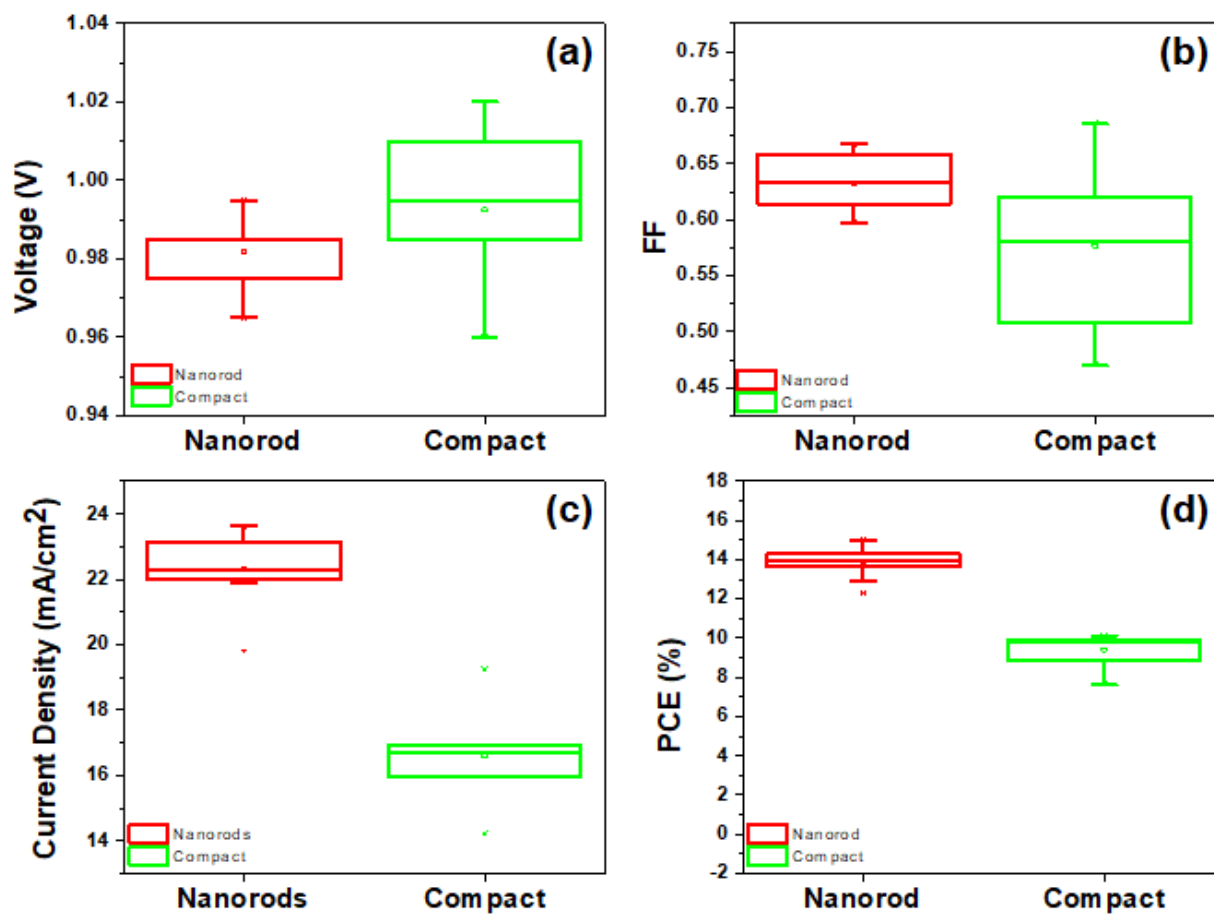 (a)
Voltage (V)
1.04
1.02
1.00
0.98
0.96
0.94
Nanorod
Compact
Nanorod
Compact
(b)
FF
0.75
0.70
0.65
0.60
0.55
0.50
0.45
Nanorod
Compact
Nanorod
Compact
(c)
Current Density (mA/cm²)
24
22
20
18
16
14
Nanorods
Compact
Nanorods
Compact
(d)
PCE (%)
18
16
14
12
10
8
6
4
2
0
-2
Nanorod
Compact
Nanorod
Compact